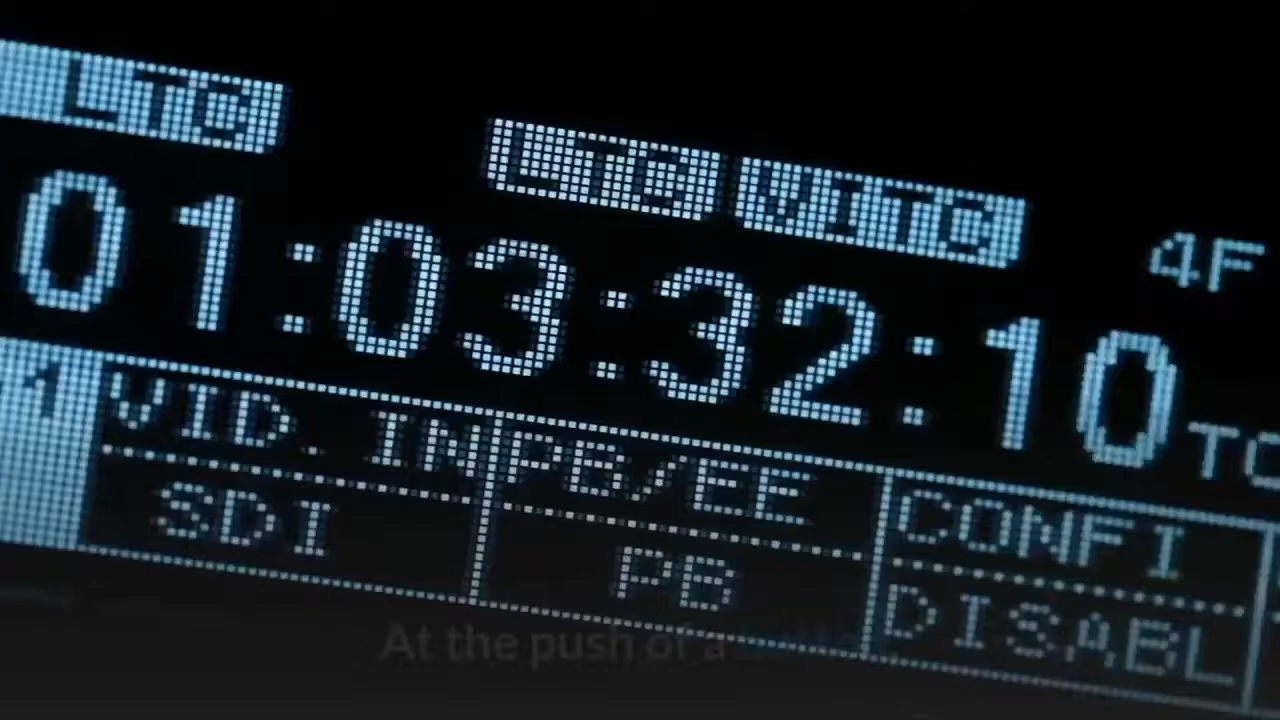 LTC LTC VITC
4F
01:03:32:10 TC
1 VID. IN PB/EE CONFI
SDI PB DISABL
At the push of a